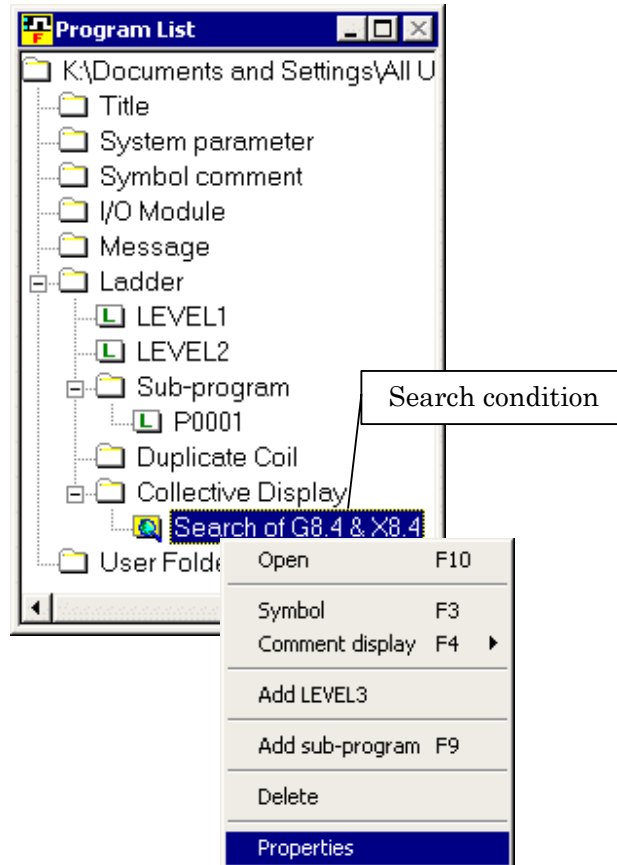 Program List
K:\Documents and Settings\All U
Title
System parameter
Symbol comment
I/O Module
Message
Ladder
L LEVEL1
L LEVEL2
Sub-program
Search condition
L P0001
Duplicate Coil
Collective Display
Search of G8.4 & X8.4
User Folde
Open F10
Symbol F3
Comment display F4
Add LEVEL3
Add sub-program F9
Delete
Properties